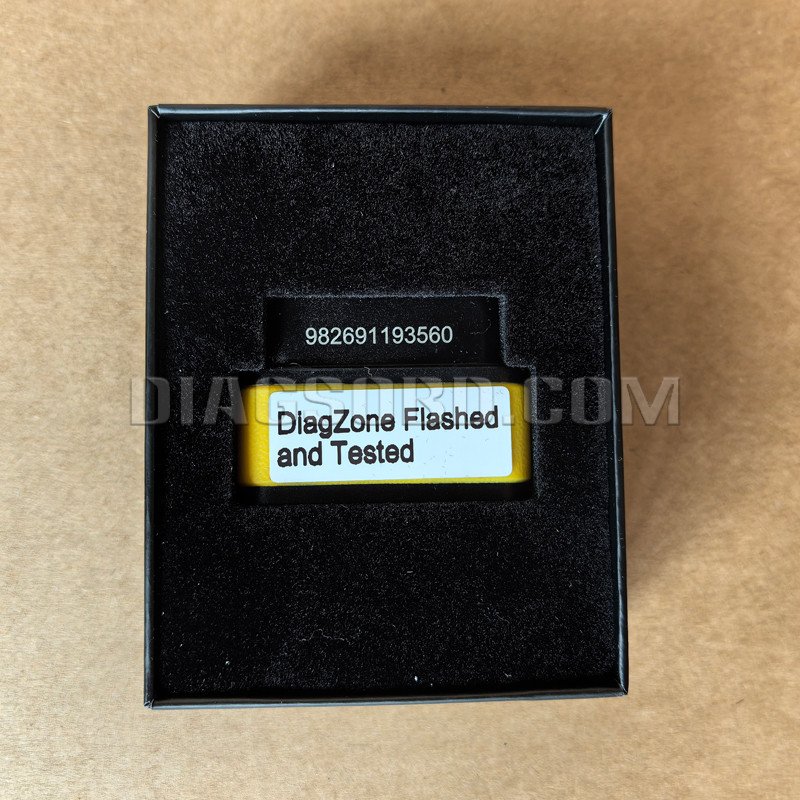 982691193560
DIAGSORD.COM
DiagZone Flashed
and Tested